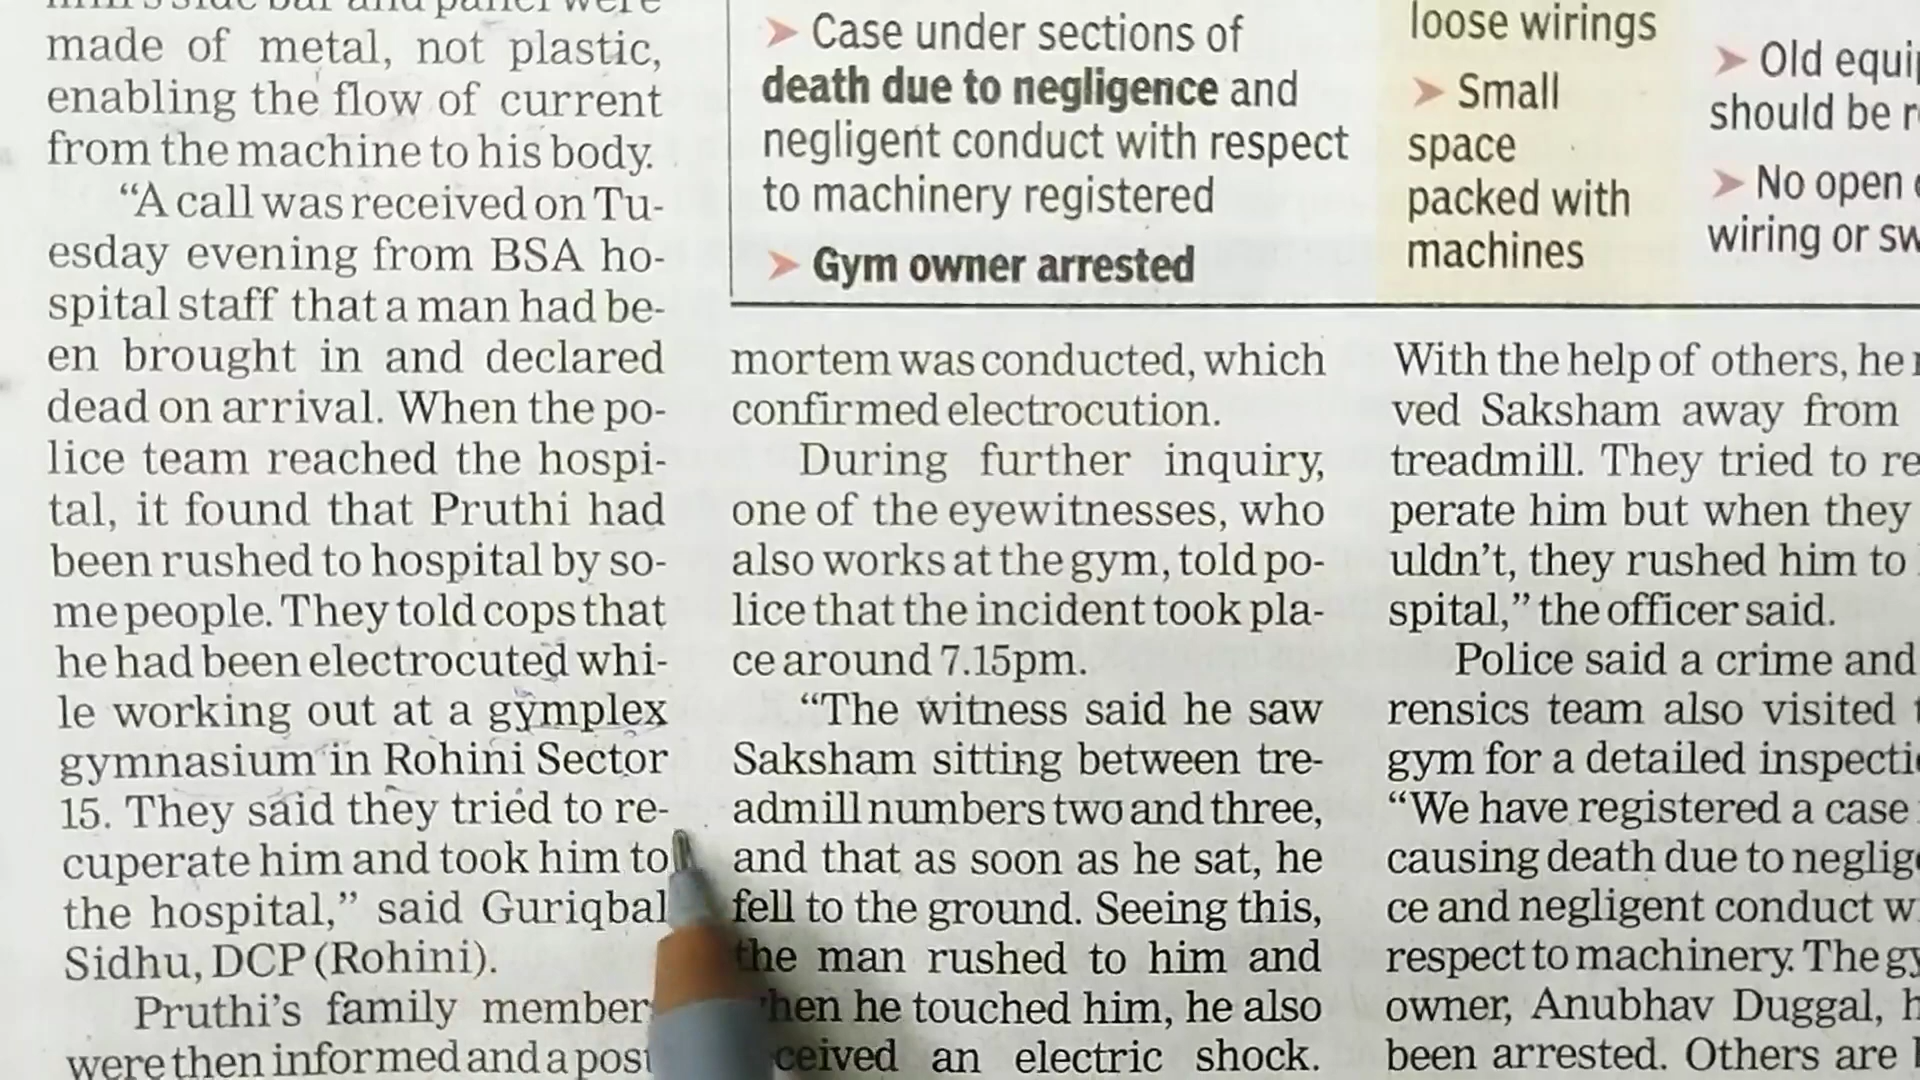 made of metal, not plastic,
enabling the flow of current
from the machine to his body.
“A call was received on Tu-
esday evening from BSA ho-
spital staff that a man had be-
en brought in and declared
dead on arrival. When the po-
lice team reached the hospi-
tal, it found that Pruthi had
been rushed to hospital by so-
me people. They told cops that
he had been electrocuted whi-
le working out at a gymplex
gymnasium in Rohini Sector
15. They said they tried to re-
cuperate him and took him to
the hospital,” said Guriqbal
Sidhu, DCP (Rohini).
Pruthi’s family member
were then informed and a post
➤ Case under sections of
death due to negligence and
negligent conduct with respect
to machinery registered
➤ Gym owner arrested
loose wirings
➤ Small
space
packed with
machines
➤ Old equi
should be r
➤ No open
wiring or sw
mortem was conducted, which
confirmed electrocution.
During further inquiry,
one of the eyewitnesses, who
also works at the gym, told po-
lice that the incident took pla-
ce around 7.15pm.
“The witness said he saw
Saksham sitting between tre-
admill numbers two and three,
and that as soon as he sat, he
fell to the ground. Seeing this,
the man rushed to him and
when he touched him, he also
ceived an electric shock.
With the help of others, he
ved Saksham away from
treadmill. They tried to re
perate him but when they
uldn’t, they rushed him to
spital,” the officer said.
Police said a crime and
rensics team also visited
gym for a detailed inspecti
“We have registered a case
causing death due to neglig
ce and negligent conduct w
respect to machinery. The gy
owner, Anubhav Duggal, h
been arrested. Others are